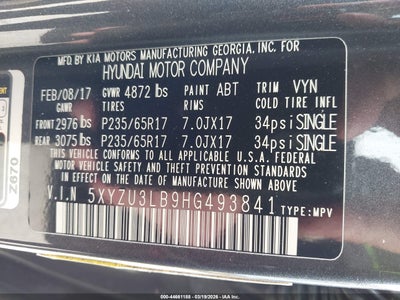 MFD. BY KIA MOTORS MANUFACTURING GEORGIA, INC. FOR
HYUNDAI MOTOR COMPANY
FEB/08/17 GVWR 4872 lbs PAINT ABT TRIM VYN
GAWR TIRES RIMS COLD TIRE INFL.
FRONT 2976 lbs P235/65R17 7.0JX17 34psi SINGLE
REAR 3075 lbs P235/65R17 7.0JX17 34psi SINGLE
THIS VEHICLE CONFORMS TO ALL APPLICABLE U.S.A. FEDERAL
MOTOR VEHICLE SAFETY AND THEFT PREVENTION STANDARDS
IN EFFECT ON THE DATE OF MANUFACTURE SHOWN ABOVE.
V.I.N 5XYZU3LB9HG493841 TYPE:MPV
Z870
000-44661188 - 03/19/2026 - IAAI